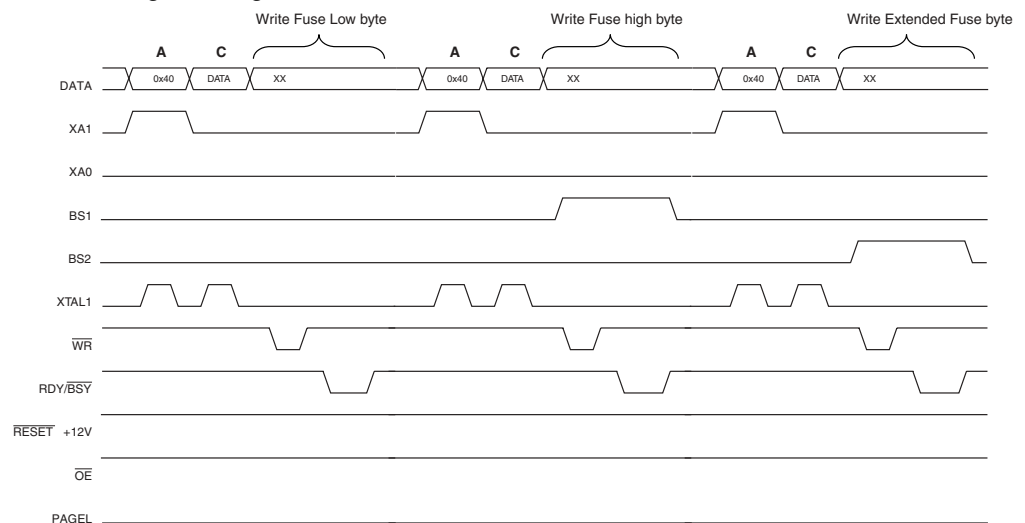 Write Fuse Low byte Write Fuse high byte Write Extended Fuse byte
A C A C A C
DATA 0x40 DATA XX 0x40 DATA XX 0x40 DATA XX
XA1
XA0
BS1
BS2
XTAL1
WR
RDY/BSY
RESET +12V
OE
PAGEL